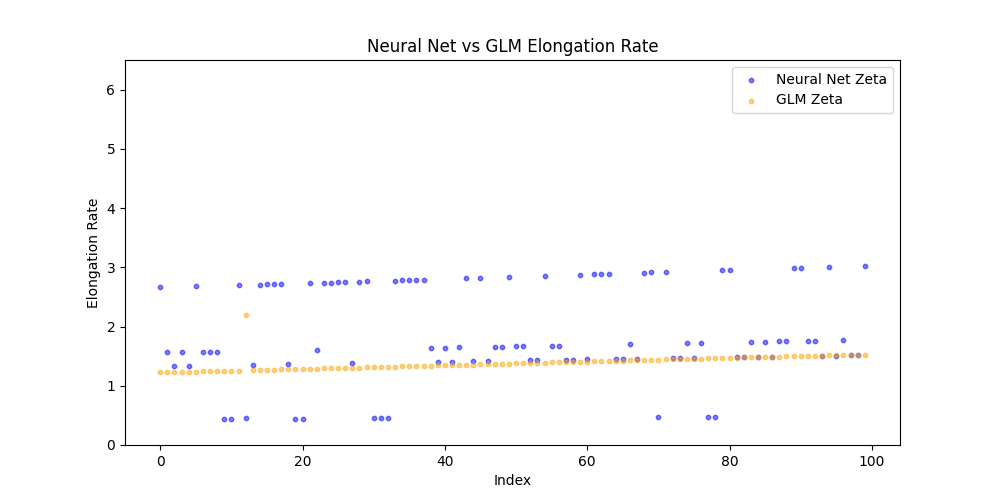 Neural Net vs GLM Elongation Rate
Neural Net Zeta
GLM Zeta
Elongation Rate
6
5
4
3
2
1
0
0 20 40 60 80 100
Index